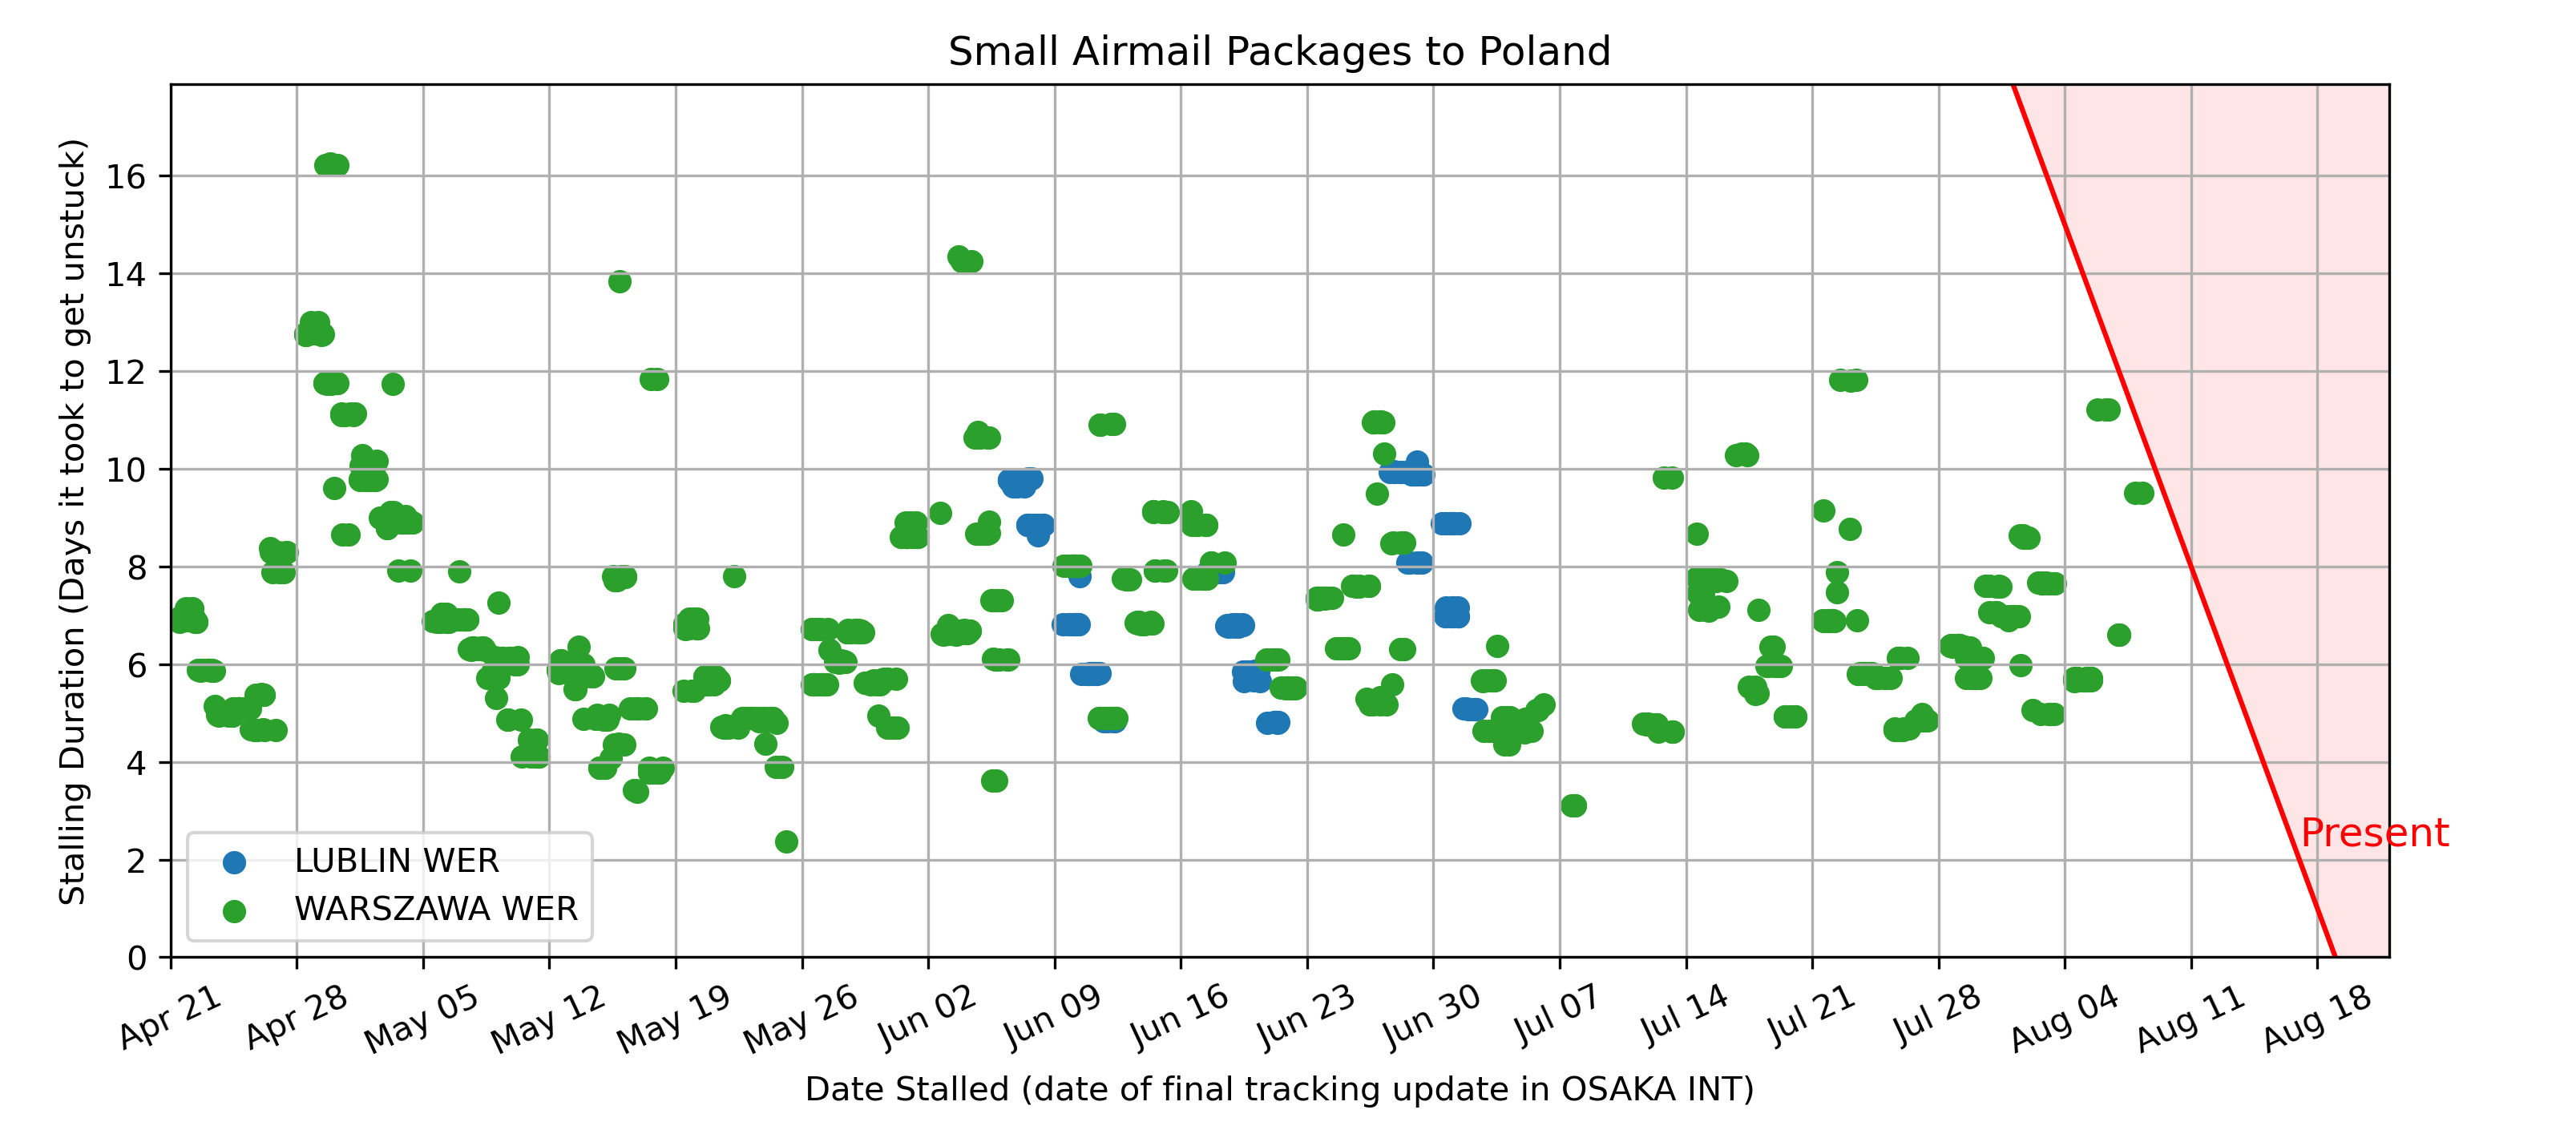 Small Airmail Packages to Poland
Stalling Duration (Days it took to get unstuck)
16
14
12
10
8
6
4
2
0
LUBLIN WER
WARSZAWA WER
Present
Apr 21 Apr 28 May 05 May 12 May 19 May 26 Jun 02 Jun 09 Jun 16 Jun 23 Jun 30 Jul 07 Jul 14 Jul 21 Jul 28 Aug 04 Aug 11 Aug 18
Date Stalled (date of final tracking update in OSAKA INT)